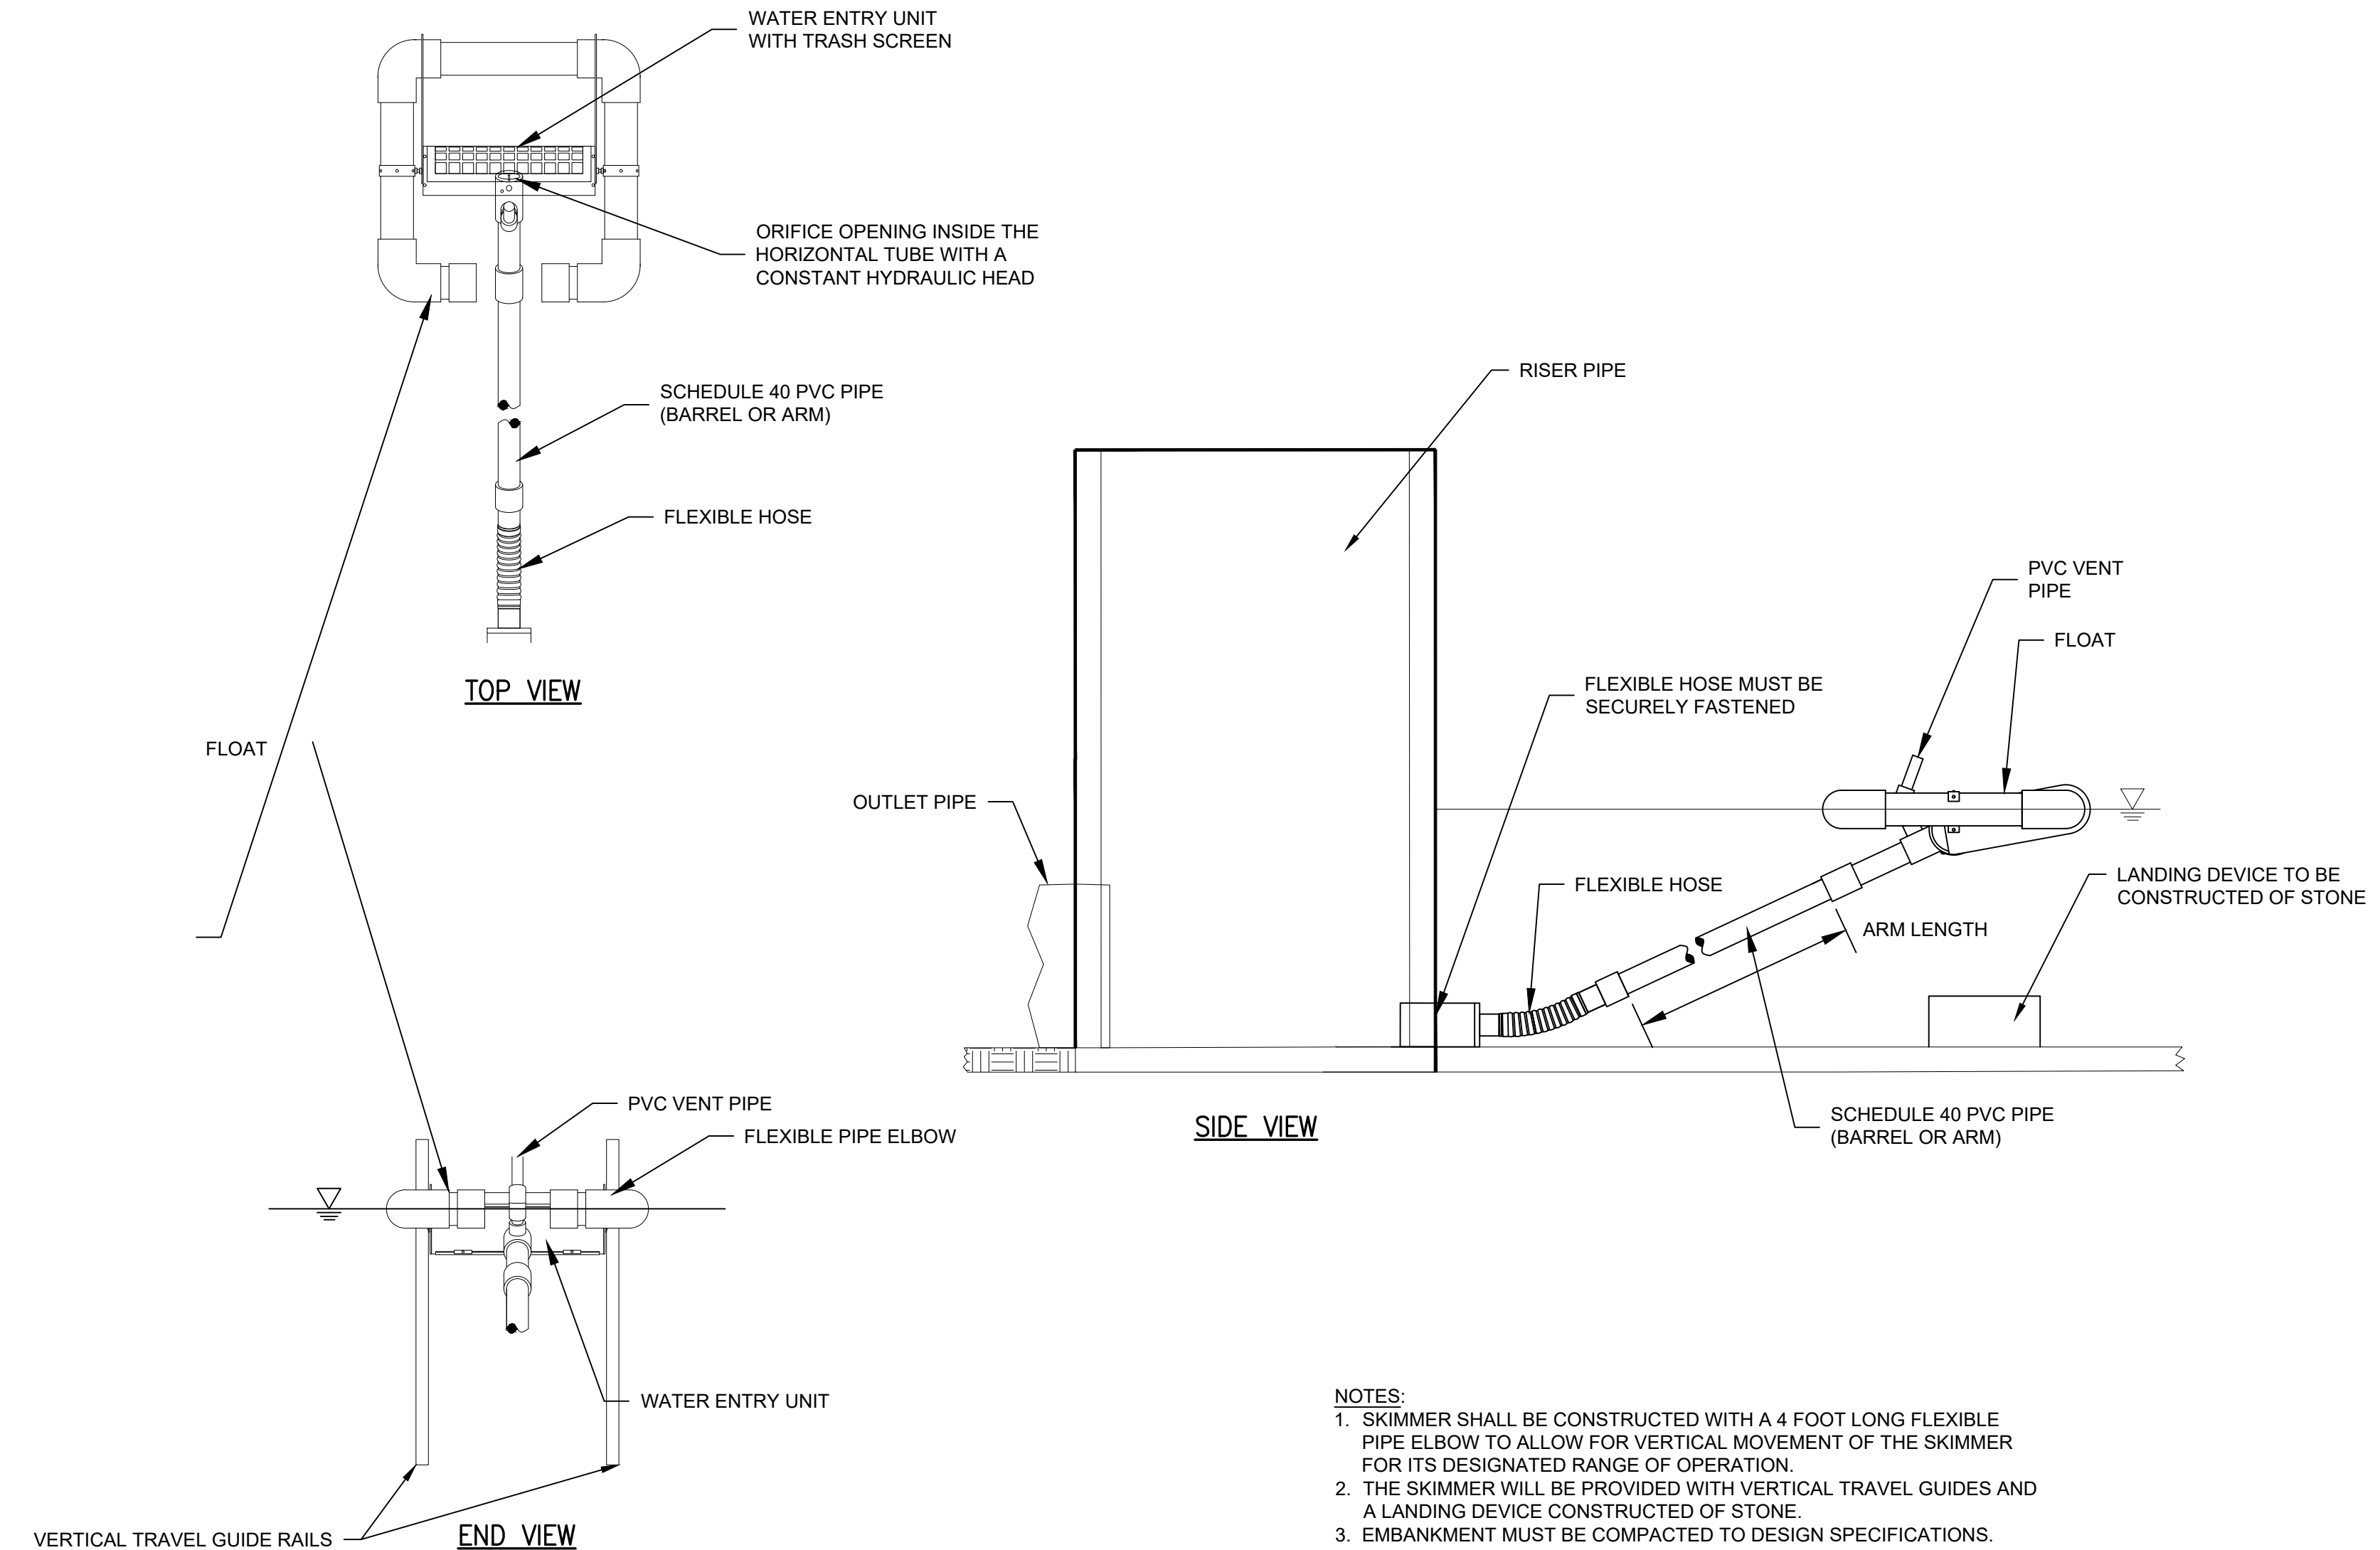 WATER ENTRY UNIT
WITH TRASH SCREEN
ORIFICE OPENING INSIDE THE
HORIZONTAL TUBE WITH A
CONSTANT HYDRAULIC HEAD
SCHEDULE 40 PVC PIPE
(BARREL OR ARM)
FLEXIBLE HOSE
TOP VIEW
FLOAT
RISER PIPE
PVC VENT
PIPE
FLOAT
FLEXIBLE HOSE MUST BE
SECURELY FASTENED
OUTLET PIPE
FLEXIBLE HOSE
LANDING DEVICE TO BE
CONSTRUCTED OF STONE
ARM LENGTH
SCHEDULE 40 PVC PIPE
(BARREL OR ARM)
SIDE VIEW
PVC VENT PIPE
FLEXIBLE PIPE ELBOW
WATER ENTRY UNIT
VERTICAL TRAVEL GUIDE RAILS
END VIEW
NOTES:
1. SKIMMER SHALL BE CONSTRUCTED WITH A 4 FOOT LONG FLEXIBLE
PIPE ELBOW TO ALLOW FOR VERTICAL MOVEMENT OF THE SKIMMER
FOR ITS DESIGNATED RANGE OF OPERATION.
2. THE SKIMMER WILL BE PROVIDED WITH VERTICAL TRAVEL GUIDES AND
A LANDING DEVICE CONSTRUCTED OF STONE.
3. EMBANKMENT MUST BE COMPACTED TO DESIGN SPECIFICATIONS.